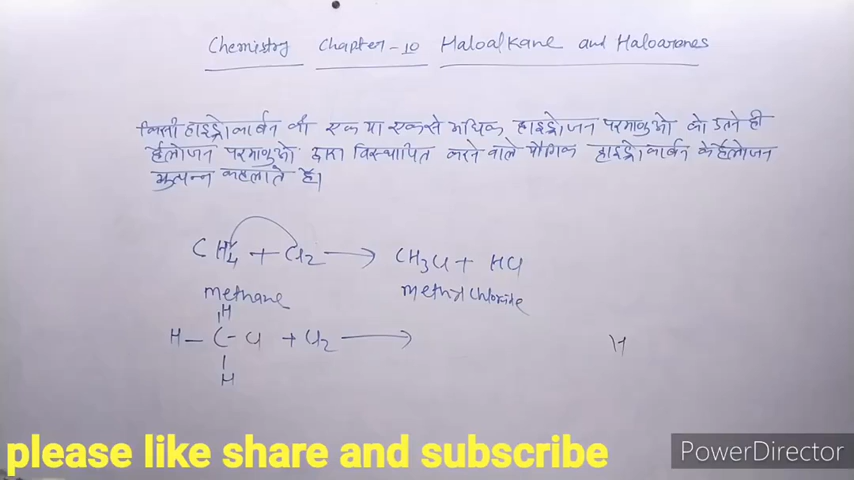 Chemistry Chapter-10 Haloalkane and Haloarenes
किसी हाइड्रोकार्बन की एक या एकसे अधिक हाइड्रोजन परमाणुओ को उतने ही
हैलोजन परमाणुओ द्वारा विस्थापित करने वाले यौगिक हाइड्रोकार्बन के हैलोजन
व्युत्पन्न कहलाते है।
CH4 + Cl2 → CH3Cl + HCl
methane methyl chloride
H
H - C - Cl + Cl2 → H
H
please like share and subscribe
PowerDirector